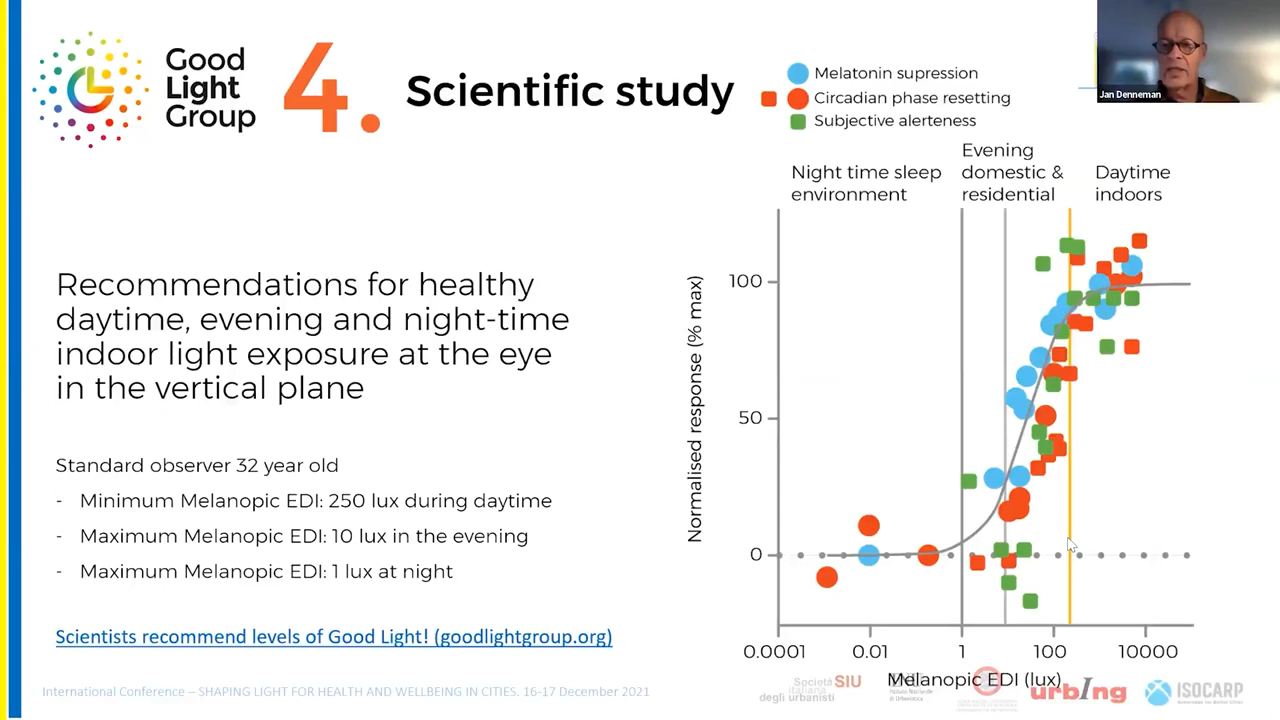 Good
Light
Group
4.
Scientific study
Melatonin supression
Circadian phase resetting
Subjective alerteness
Jan Denneman
Night time sleep
environment
Evening
domestic &
residential
Daytime
indoors
Recommendations for healthy
daytime, evening and night-time
indoor light exposure at the eye
in the vertical plane
Standard observer 32 year old
- Minimum Melanopic EDI: 250 lux during daytime
- Maximum Melanopic EDI: 10 lux in the evening
- Maximum Melanopic EDI: 1 lux at night
Scientists recommend levels of Good Light! (goodlightgroup.org)
Normalised response (% max)
100
50
0
0.0001
0.01
1
100
10000
Melanopic EDI (lux)
International Conference – SHAPING LIGHT FOR HEALTH AND WELLBEING IN CITIES. 16-17 December 2021
Società
italiana
degli urbanisti
SIU
urbIng
ISOCARP